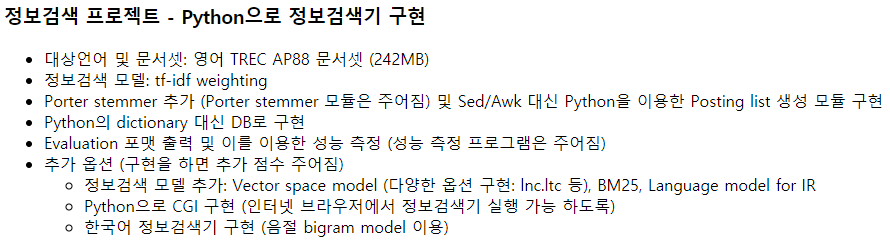 정보검색 프로젝트 - Python으로 정보검색기 구현
• 대상언어 및 문서셋: 영어 TREC AP88 문서셋 (242MB)
• 정보검색 모델: tf-idf weighting
• Porter stemmer 추가 (Porter stemmer 모듈은 주어짐) 및 Sed/Awk 대신 Python을 이용한 Posting list 생성 모듈 구현
• Python의 dictionary 대신 DB로 구현
• Evaluation 포맷 출력 및 이를 이용한 성능 측정 (성능 측정 프로그램은 주어짐)
• 추가 옵션 (구현을 하면 추가 점수 주어짐)
○ 정보검색 모델 추가: Vector space model (다양한 옵션 구현: lnc.ltc 등), BM25, Language model for IR
○ Python으로 CGI 구현 (인터넷 브라우저에서 정보검색기 실행 가능 하도록)
○ 한국어 정보검색기 구현 (음절 bigram model 이용)